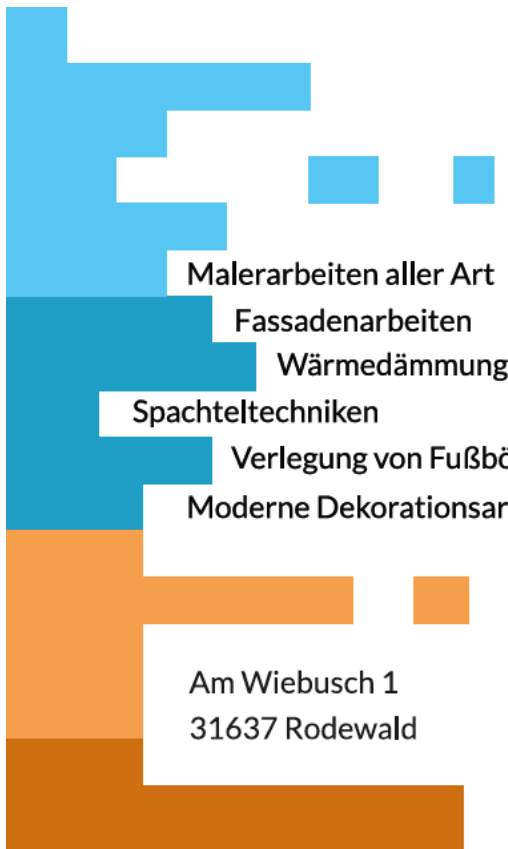 Malerarbeiten aller Art
Fassadenarbeiten
Wärmedämmung
Spachteltechniken
Verlegung von
Moderne
Am Wiebusch 1
31637 Rodewald